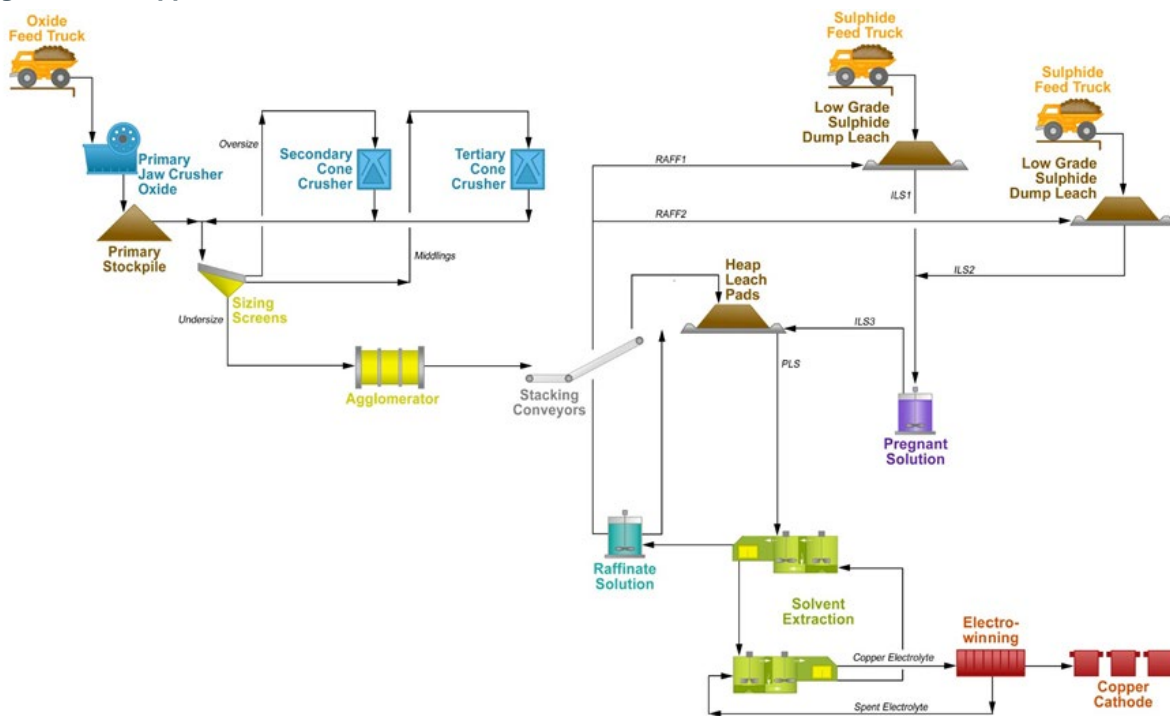 Oxide
Feed Truck
Sulphide
Feed Truck
Sulphide
Feed Truck
Low Grade
Sulphide
Dump Leach
Primary
Jaw Crusher
Oxide
Oversize
Secondary
Cone
Crusher
Tertiary
Cone
Crusher
RAFF1
Low Grade
Sulphide
Dump Leach
ILS1
RAFF2
Primary
Stockpile
Middlings
Heap
Leach
Pads
ILS2
Sizing
Screens
Undersize
ILS3
PLS
Agglomerator
Stacking
Conveyors
Pregnant
Solution
Raffinate
Solution
Solvent
Extraction
Electro-
winning
Copper Electrolyte
Copper
Cathode
Spent Electrolyte